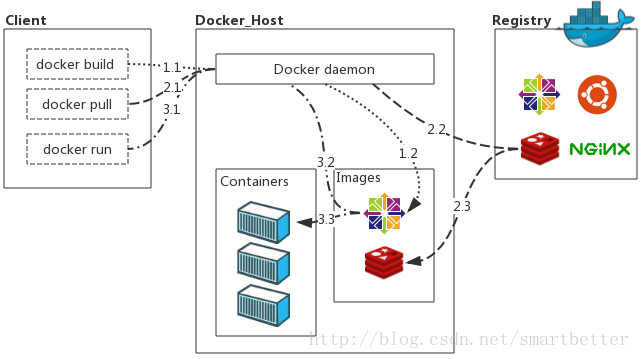 Client
Docker_Host
Registry
docker build
1.1
Docker daemon
docker pull
2.1
3.1
docker run
2.2
NGINX
1.2
3.2
Containers
Images
3.3
2.3
http://blog.csdn.net/smartbetter